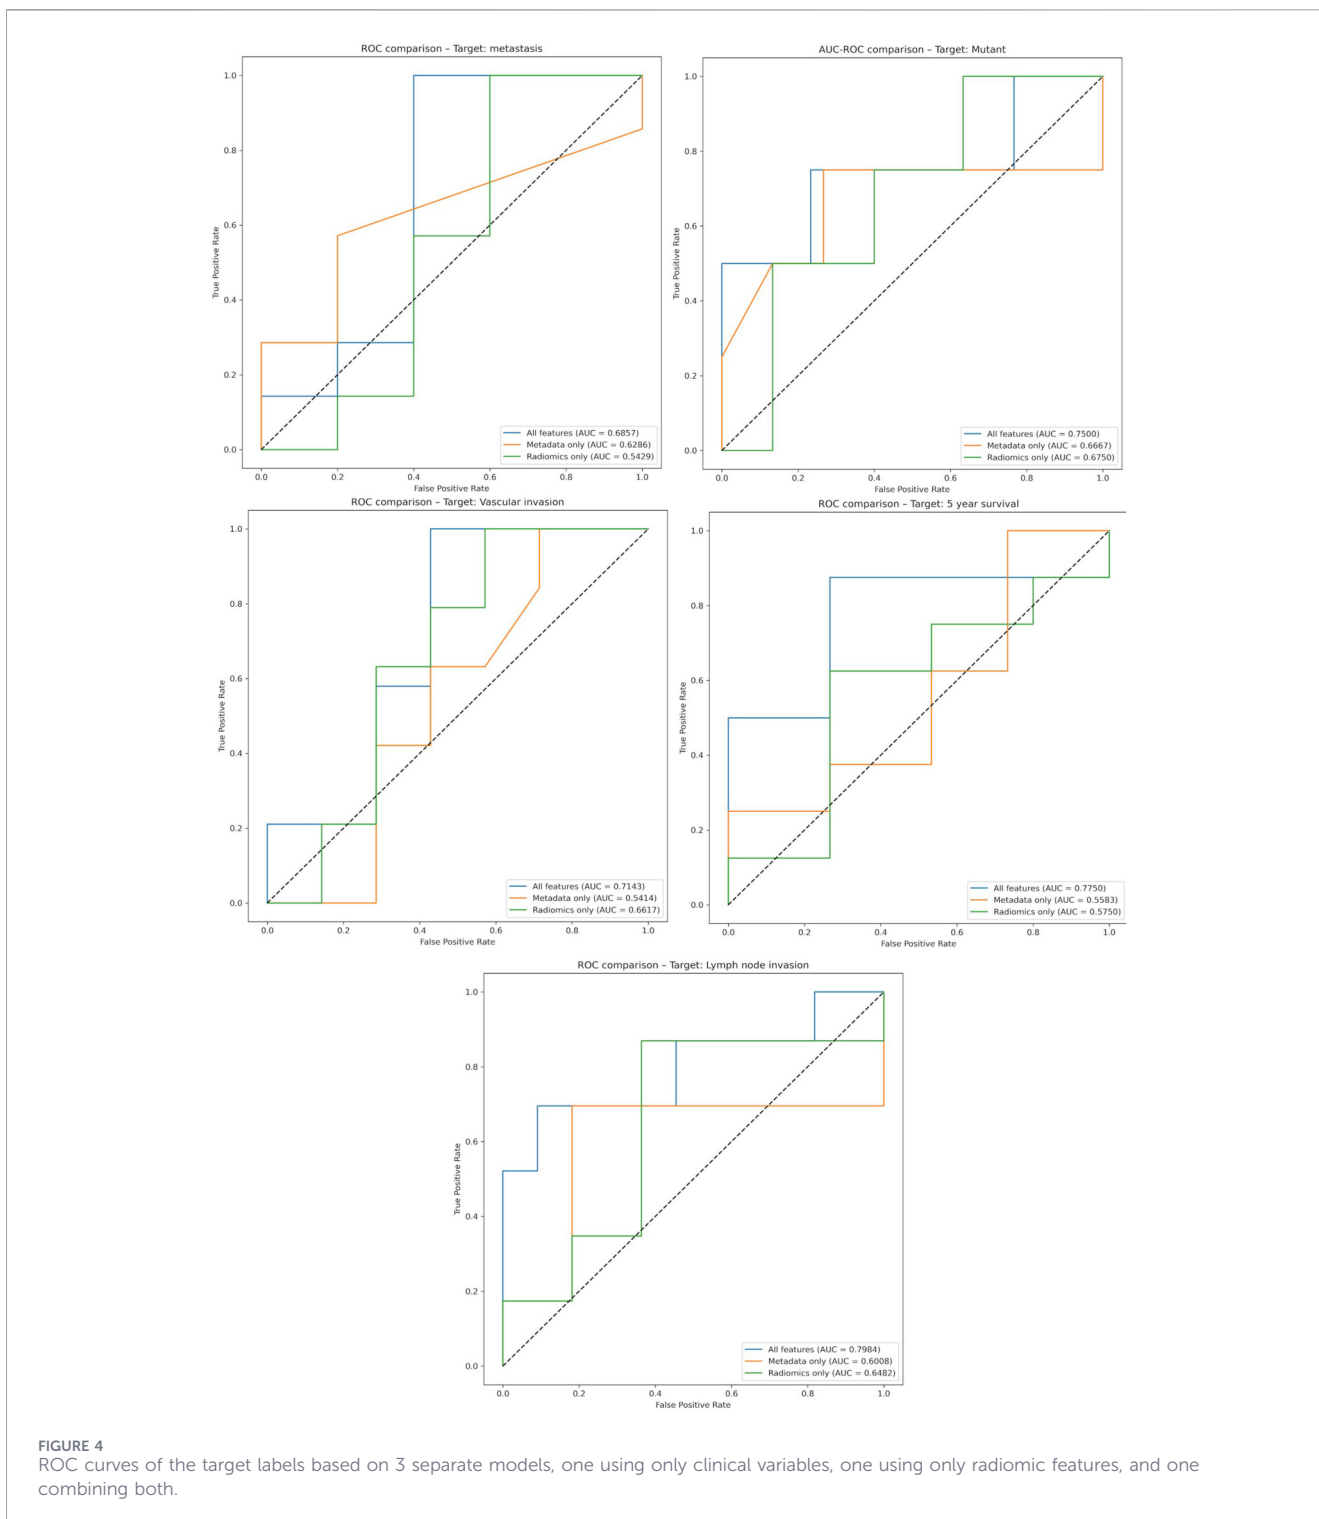 ROC comparison – Target: metastasis
True Positive Rate
1.0
0.8
0.6
0.4
0.2
0.0
All features (AUC = 0.6857)
Metadata only (AUC = 0.6286)
Radiomics only (AUC = 0.5429)
0.0 0.2 0.4 0.6 0.8 1.0
False Positive Rate
AUC-ROC comparison – Target: Mutant
True Positive Rate
1.0
0.8
0.6
0.4
0.2
0.0
All features (AUC = 0.7500)
Metadata only (AUC = 0.6667)
Radiomics only (AUC = 0.6750)
0.0 0.2 0.4 0.6 0.8 1.0
False Positive Rate
ROC comparison – Target: Vascular invasion
True Positive Rate
1.0
0.8
0.6
0.4
0.2
0.0
All features (AUC = 0.7143)
Metadata only (AUC = 0.5414)
Radiomics only (AUC = 0.6617)
0.0 0.2 0.4 0.6 0.8 1.0
False Positive Rate
ROC comparison – Target: 5 year survival
True Positive Rate
1.0
0.8
0.6
0.4
0.2
0.0
All features (AUC = 0.7750)
Metadata only (AUC = 0.5583)
Radiomics only (AUC = 0.5750)
0.0 0.2 0.4 0.6 0.8 1.0
False Positive Rate
ROC comparison – Target: Lymph node invasion
True Positive Rate
1.0
0.8
0.6
0.4
0.2
0.0
All features (AUC = 0.7984)
Metadata only (AUC = 0.6008)
Radiomics only (AUC = 0.6482)
0.0 0.2 0.4 0.6 0.8 1.0
False Positive Rate
FIGURE 4
ROC curves of the target labels based on 3 separate models, one using only clinical variables, one using only radiomic features, and one
combining both.